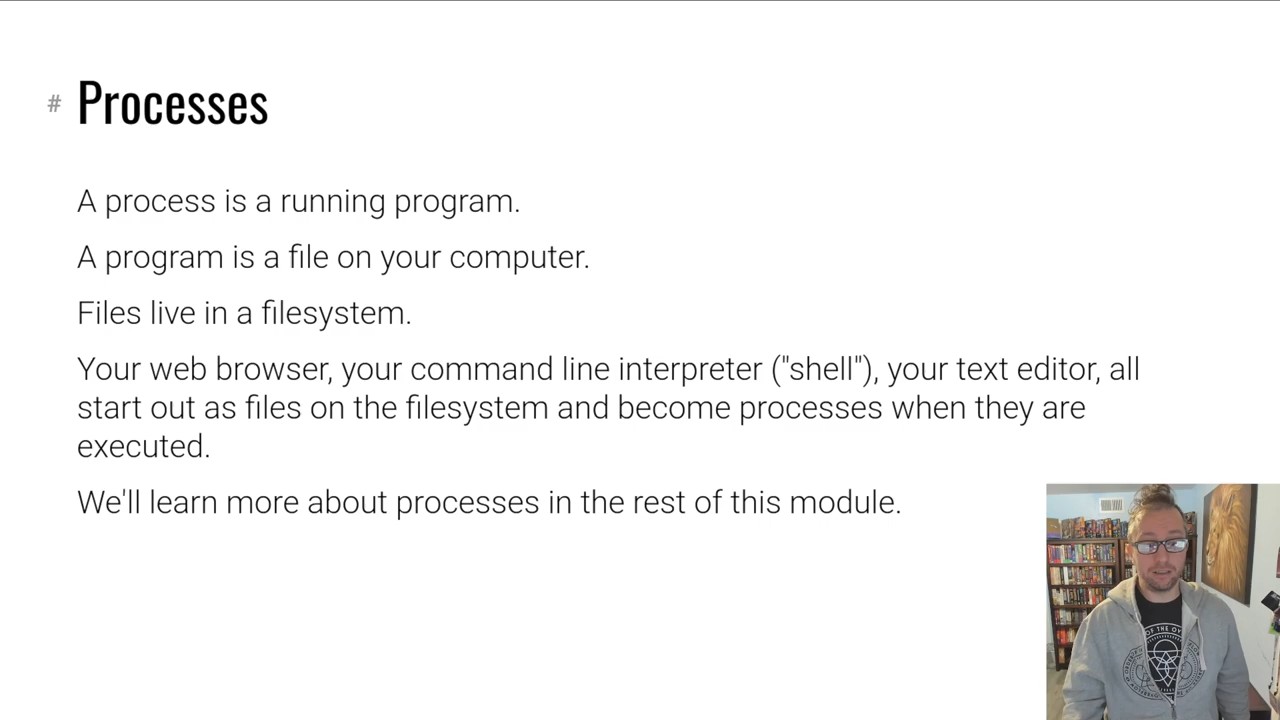 # Processes
A process is a running program.
A program is a file on your computer.
Files live in a filesystem.
Your web browser, your command line interpreter ("shell"), your text editor, all
start out as files on the filesystem and become processes when they are
executed.
We'll learn more about processes in the rest of this module.
OF THE